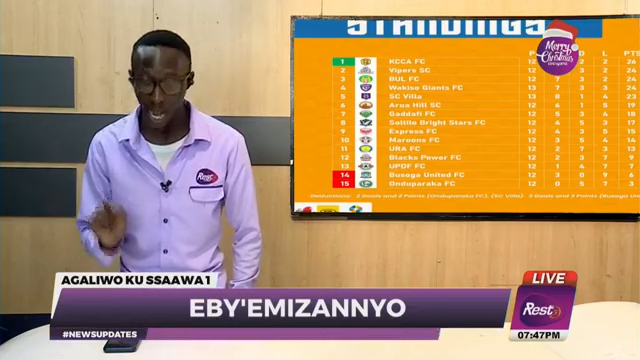 STANDINGS
Merry
Christmas
P D L PTS
1 KCCA FC 12 2 2 26
2 Vipers SC 12 3 2 24
3 BUL FC 12 3 2 24
4 Wakiso Giants FC 13 7 3 2 24
5 SC Villa 13 8 1 4 23
6 Arua Hill SC 12 6 1 5 19
7 Gaddafi FC 12 5 3 4 18
8 Soltilo Bright Stars FC 12 4 5 3 17
9 Express FC 12 4 3 5 15
10 Maroons FC 12 2 4 5
11 URA FC 12 2 7 3 13
12 Blacks Power FC 12 2 3 7 9
13 UPDF FC 12 1 4 7
14 Busoga United FC 12 3 0 9 6
15 Onduparaka FC 12 0 5 7 3
AGALIWO KU SSAAWA 1
EBY'EMIZANNYO
#NEWSUPDATES
Rest
LIVE
Rest
07:47PM